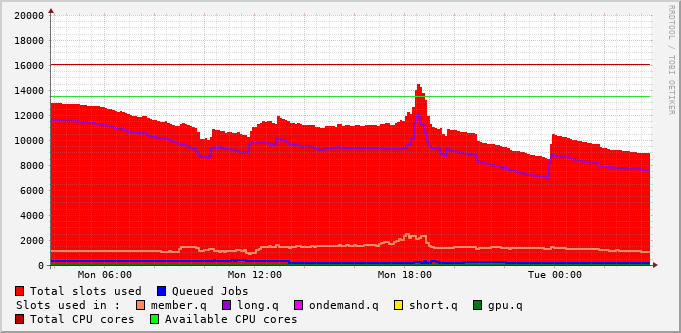 20000
18000
16000
14000
12000
10000
8000
6000
4000
2000
0
Mon 06:00 Mon 12:00 Mon 18:00 Tue 00:00
RRDTOOL / TOBI OETIKER
Total slots used Queued Jobs
Slots used in : member.q long.q ondemand.q short.q gpu.q
Total CPU cores Available CPU cores